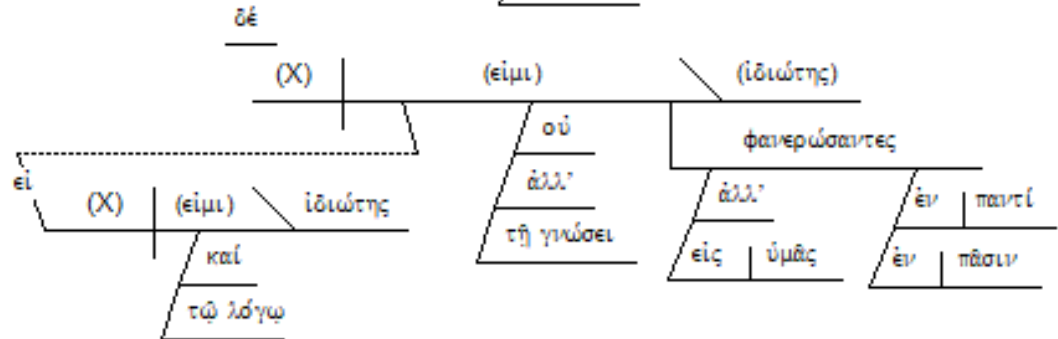 δέ
(X) (εἰμι) (ἰδιώτης)
οὐ φανερώσαντες
εἰ
(X) (εἰμι) ἰδιώτης ἀλλ' ἀλλ' ἐν παντί
καί τῇ γνώσει εἰς ὑμᾶς ἐν πᾶσιν
τῷ λόγῳ